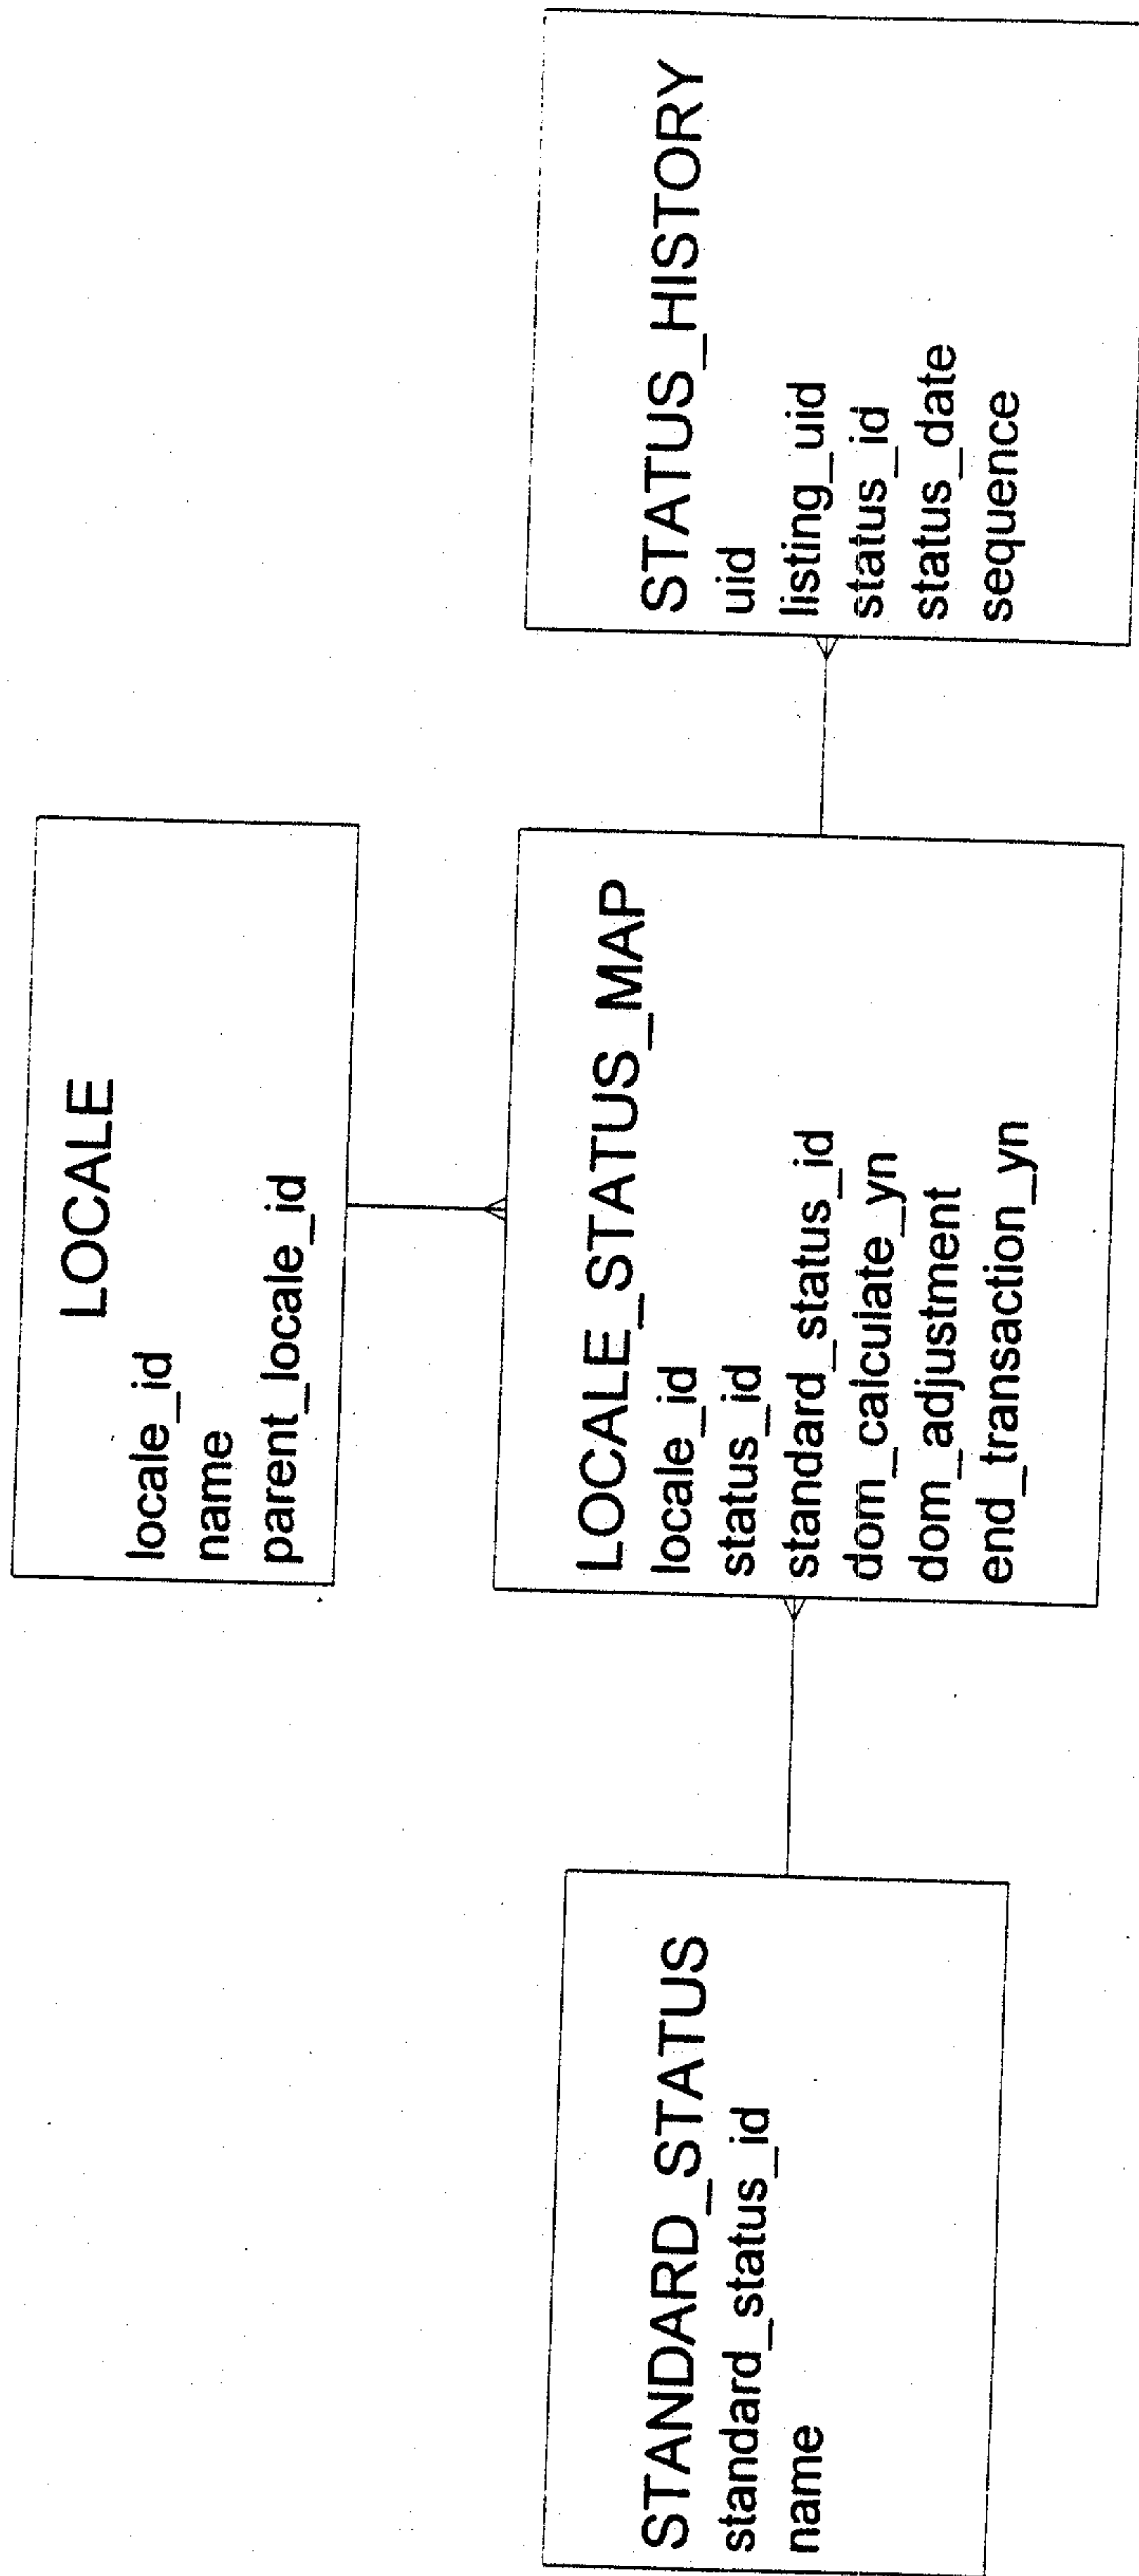 LOCALE
locale_id
name
parent_locale_id
STANDARD_STATUS
standard_status_id
name
LOCALE_STATUS_MAP
locale_id
status_id
standard_status_id
dom_calculate_yn
dom_adjustment
end_transaction_yn
STATUS_HISTORY
uid
listing_uid
status_id
status_date
sequence